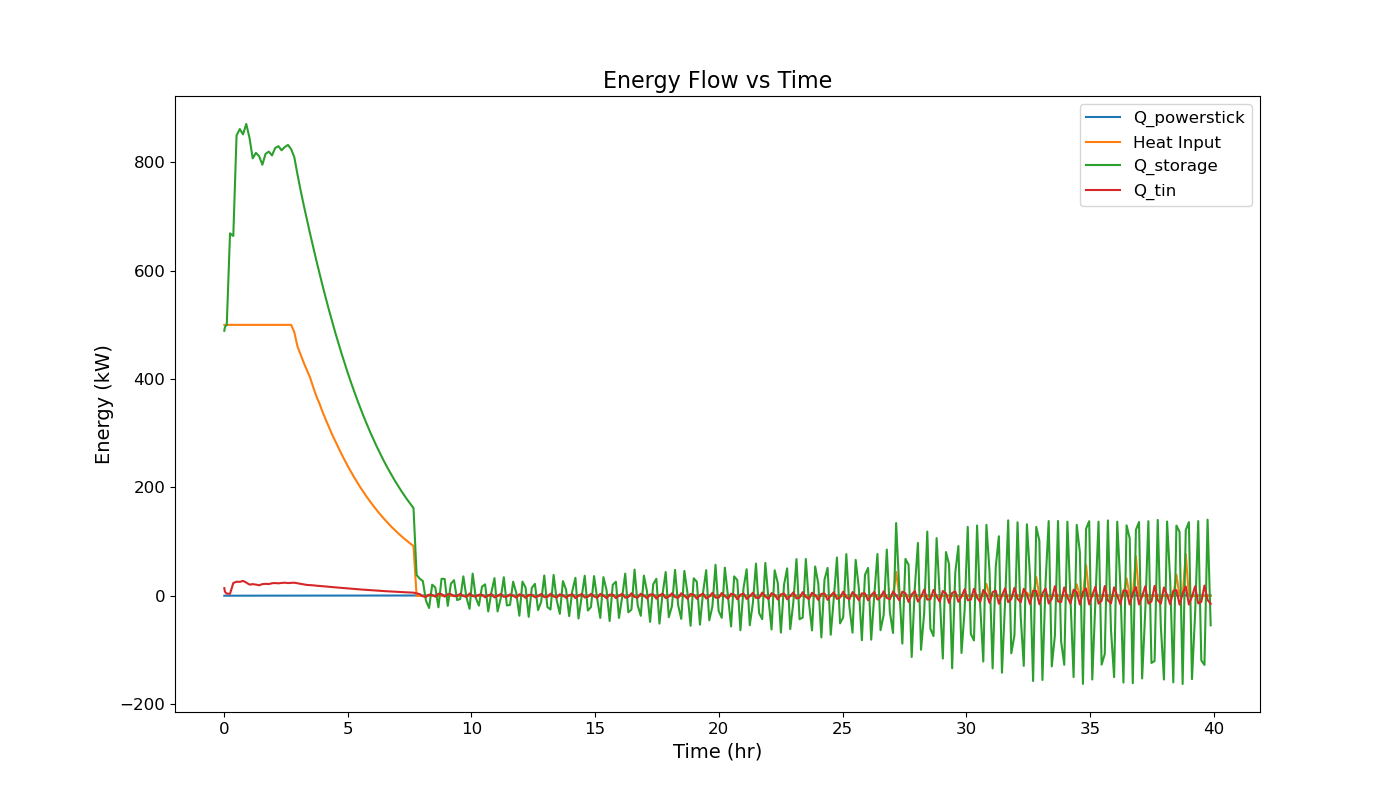 Energy Flow vs Time
Q_powerstick
Heat Input
Q_storage
Q_tin
Energy (kW)
800
600
400
200
0
−200
0 5 10 15 20 25 30 35 40
Time (hr)